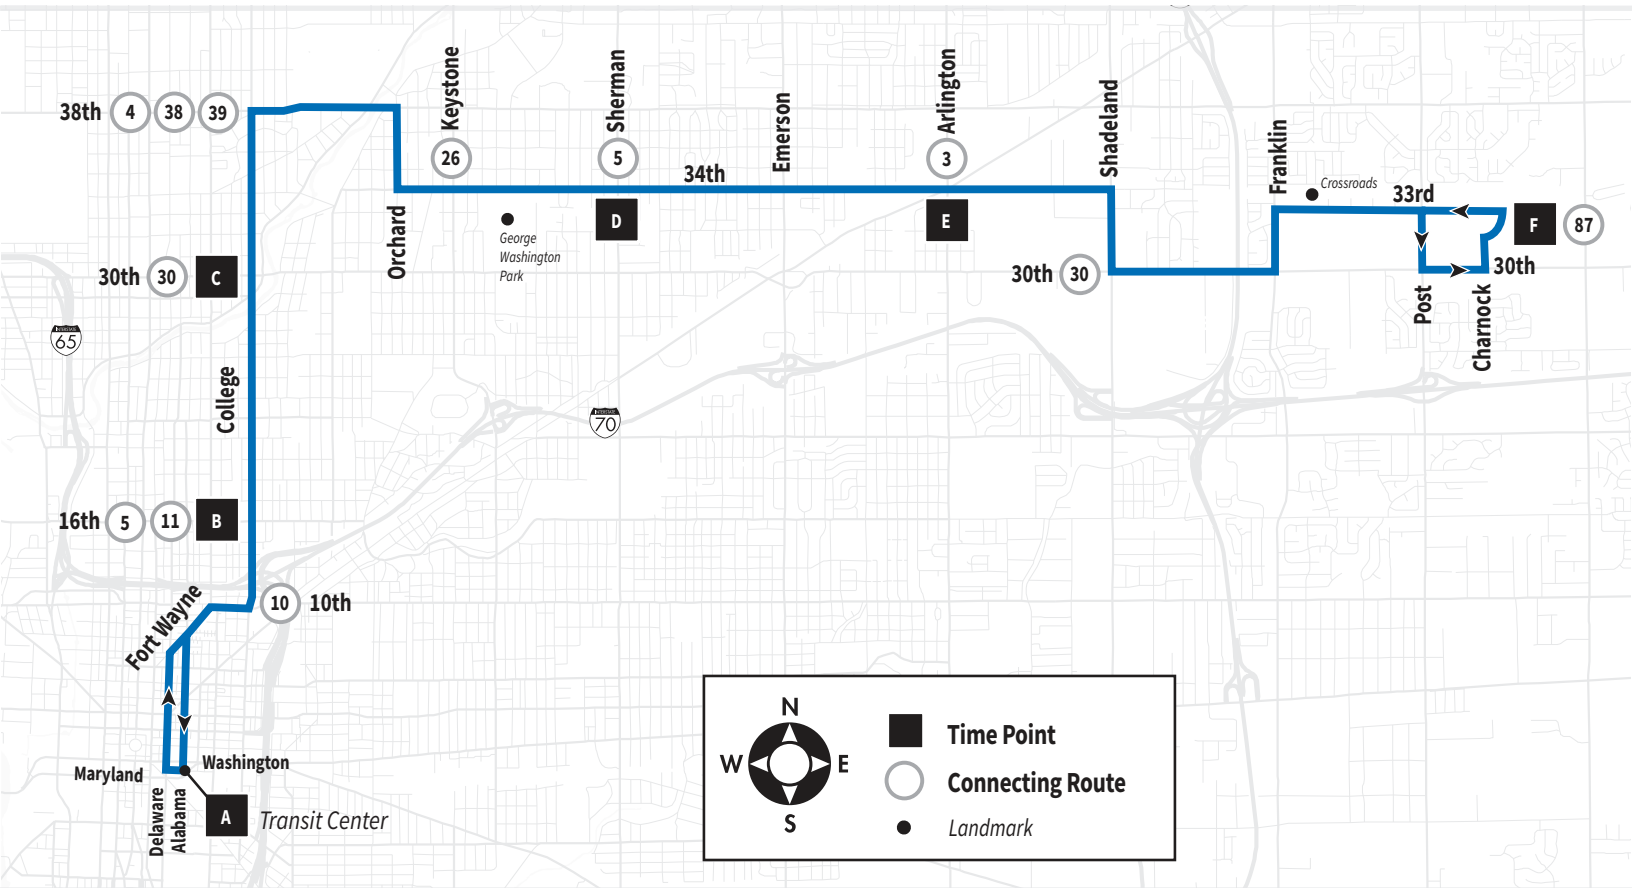 38th 4 38 39
Keystone
26
Sherman
5
34th
Emerson
Arlington
3
Shadeland
Franklin
Crossroads
33rd
F 87
30th
Post
Charnock
Orchard
George
Washington
Park
D
E
30th 30
30th 30 C
INTERSTATE
65
College
INTERSTATE
70
16th 5 11 B
10 10th
Fort Wayne
Washington
Maryland
Delaware
Alabama
A Transit Center
N
W E
S
Time Point
Connecting Route
Landmark